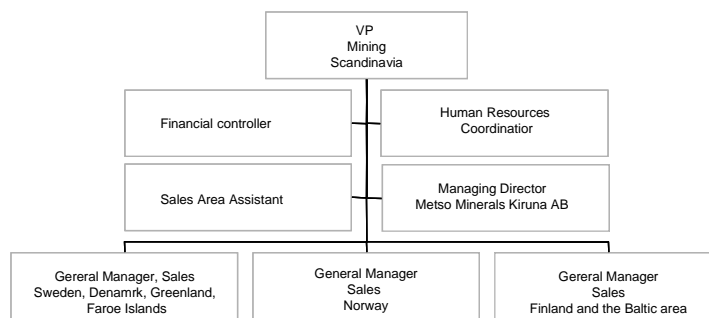 VP
Mining
Scandinavia
Financial controller
Human Resources
Coordinatior
Sales Area Assistant
Managing Director
Metso Minerals Kiruna AB
Gereral Manager, Sales
Sweden, Denamrk, Greenland,
Faroe Islands
General Manager
Sales
Norway
Gereral Manager
Sales
Finland and the Baltic area